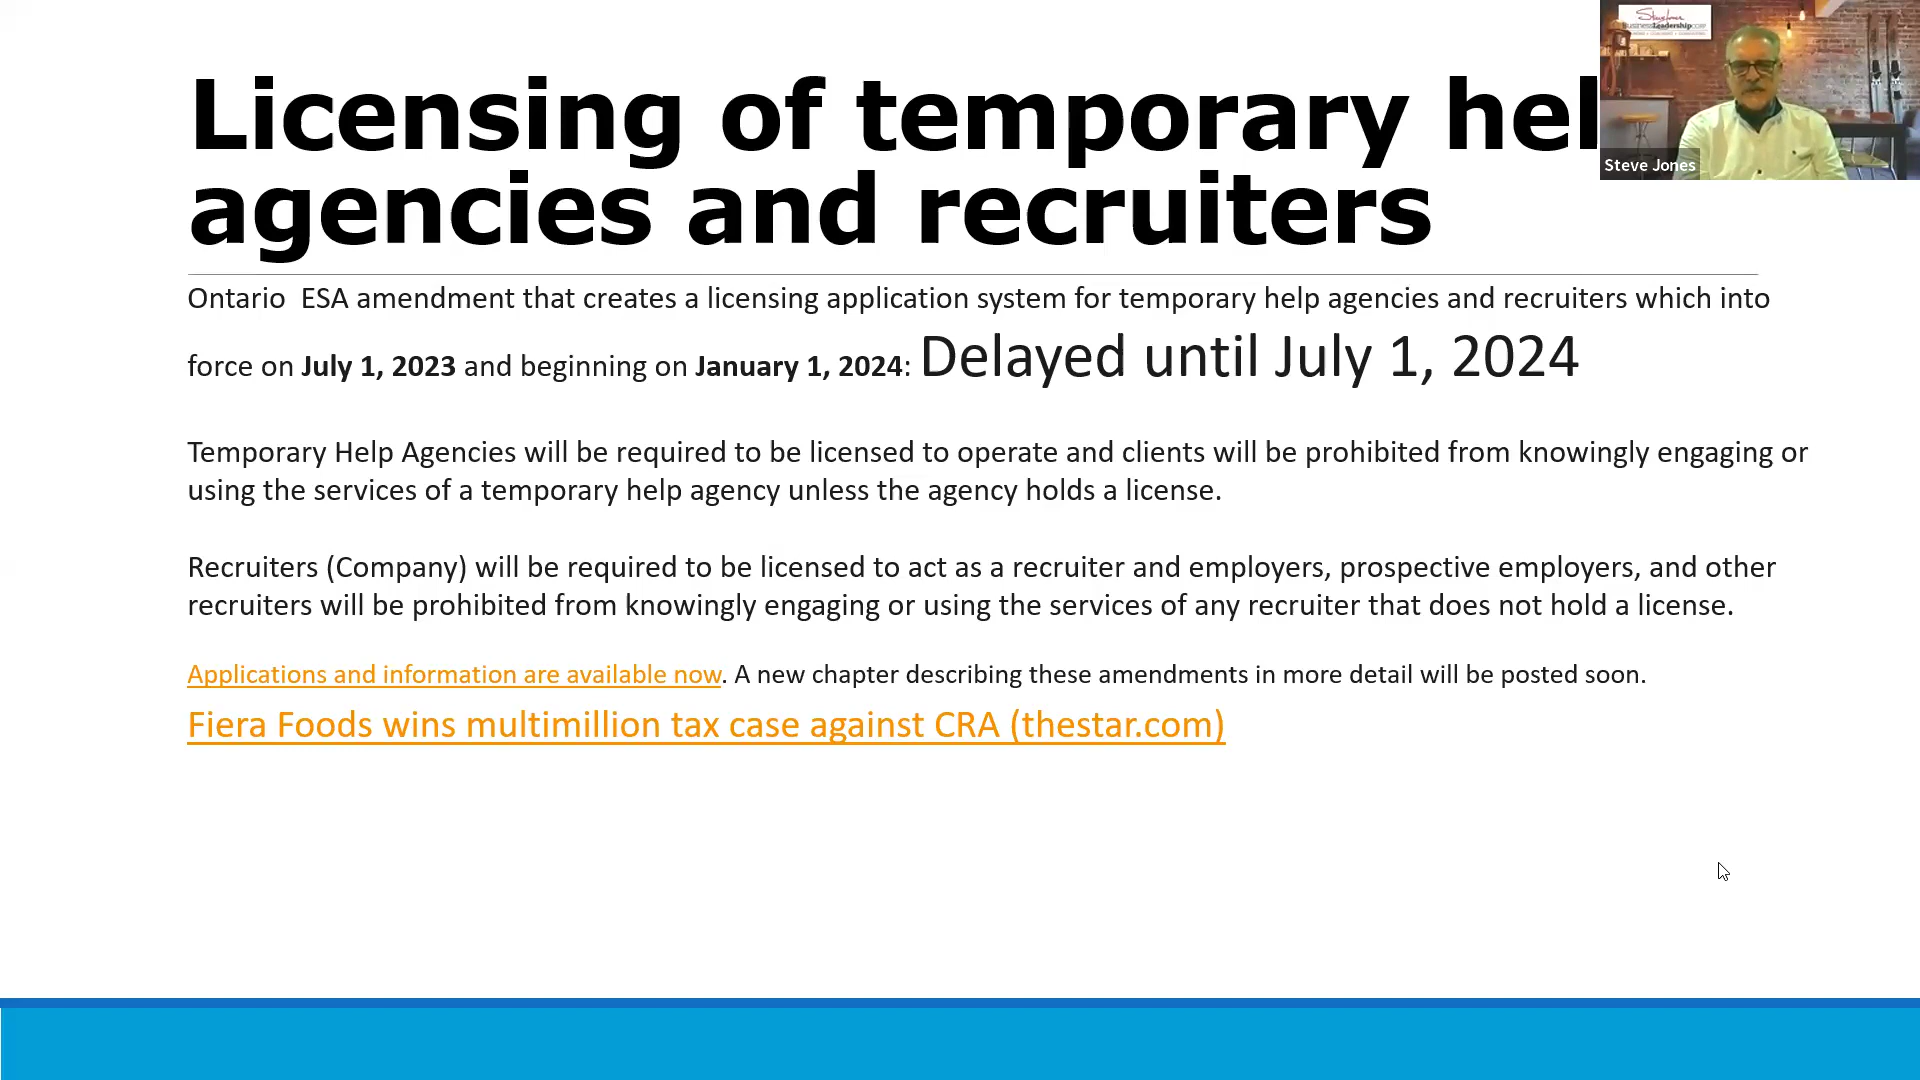 Licensing of temporary hel
agencies and recruiters
Ontario  ESA amendment that creates a licensing application system for temporary help agencies and recruiters which into
force on July 1, 2023 and beginning on January 1, 2024: Delayed until July 1, 2024
Temporary Help Agencies will be required to be licensed to operate and clients will be prohibited from knowingly engaging or
using the services of a temporary help agency unless the agency holds a license.
Recruiters (Company) will be required to be licensed to act as a recruiter and employers, prospective employers, and other
recruiters will be prohibited from knowingly engaging or using the services of any recruiter that does not hold a license.
Applications and information are available now. A new chapter describing these amendments in more detail will be posted soon.
Fiera Foods wins multimillion tax case against CRA (thestar.com)
Steve Jones